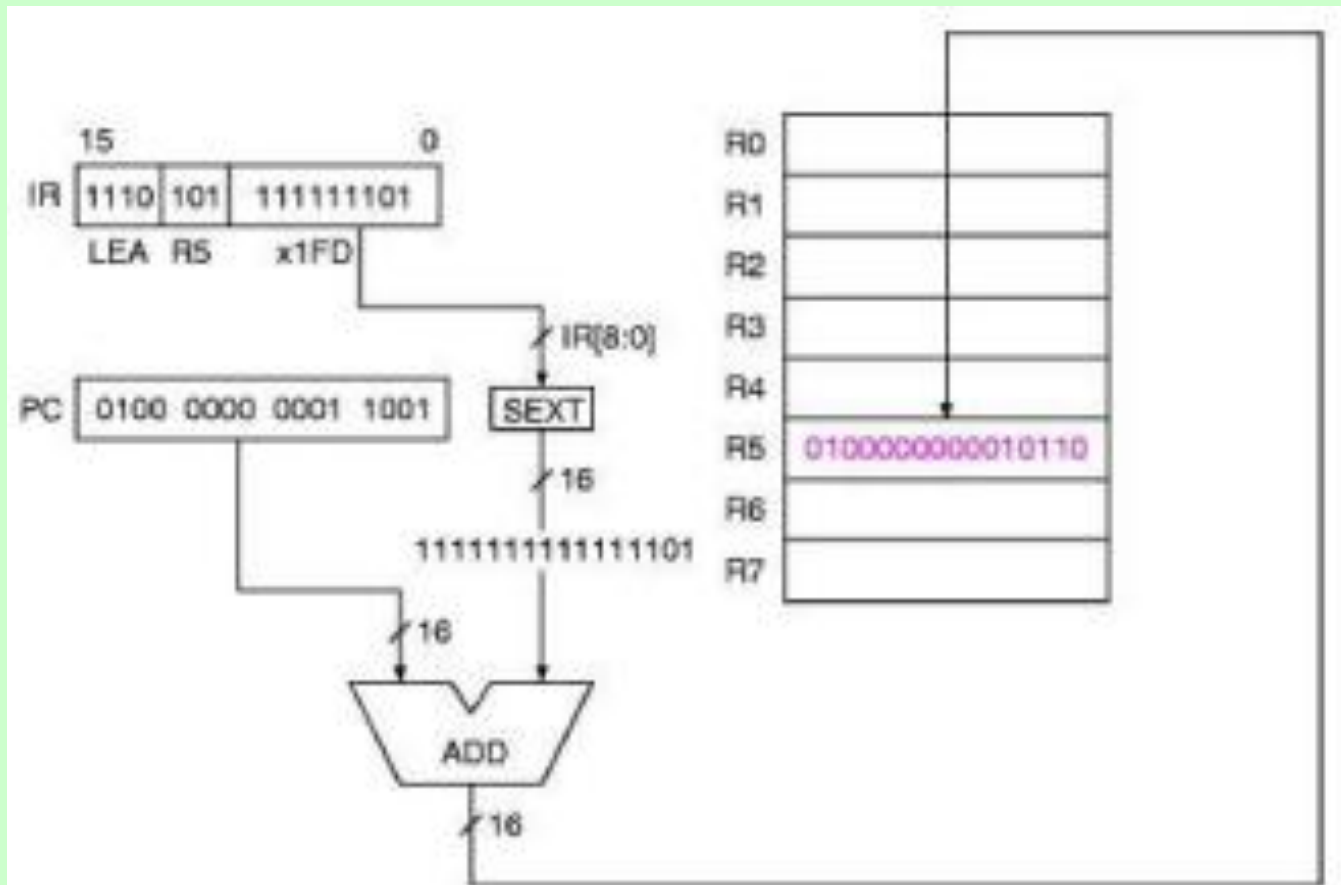 15 0
IR 1110 101 111111101
LEA R5 x1FD
IR[8:0]
PC 0100 0000 0001 1001
SEXT
16
1111111111111101
16
ADD
16
R0
R1
R2
R3
R4
R5 0100000000010110
R6
R7